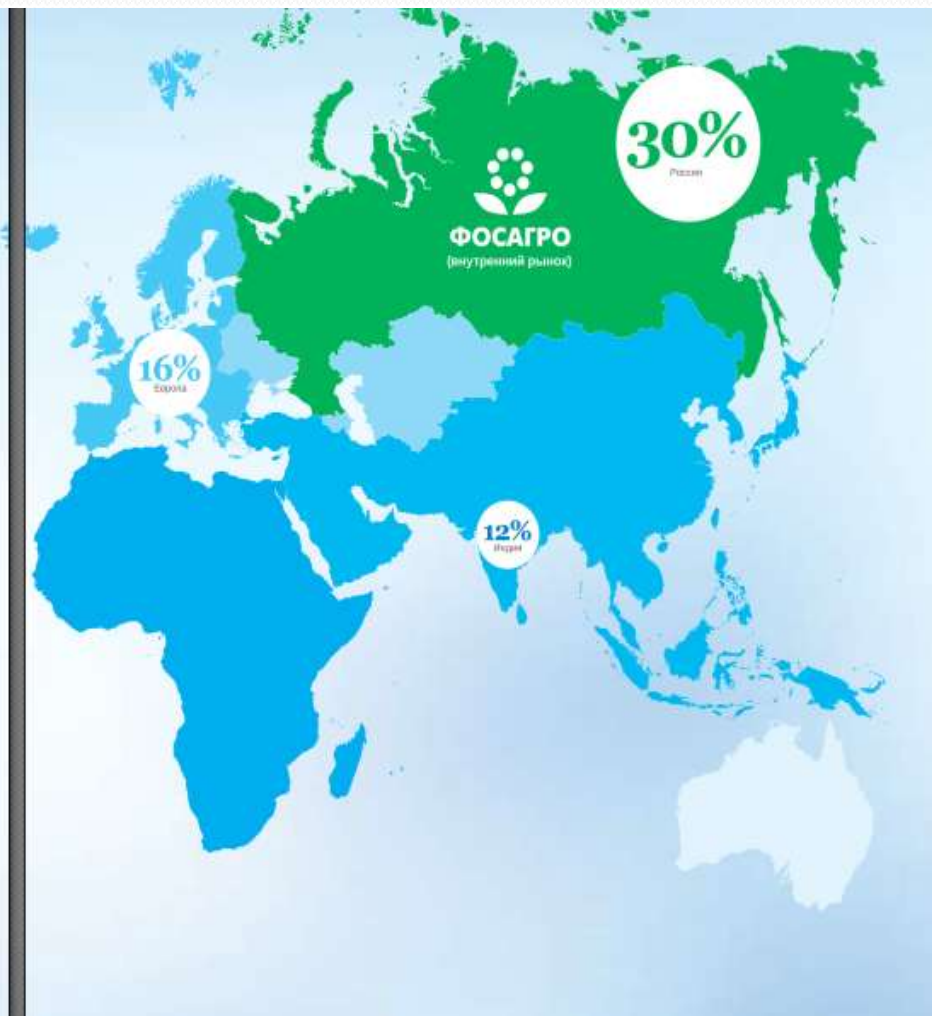 30%
Россия
ФОСАГРО
(внутренний рынок)
16%
Европа
12%
Индия